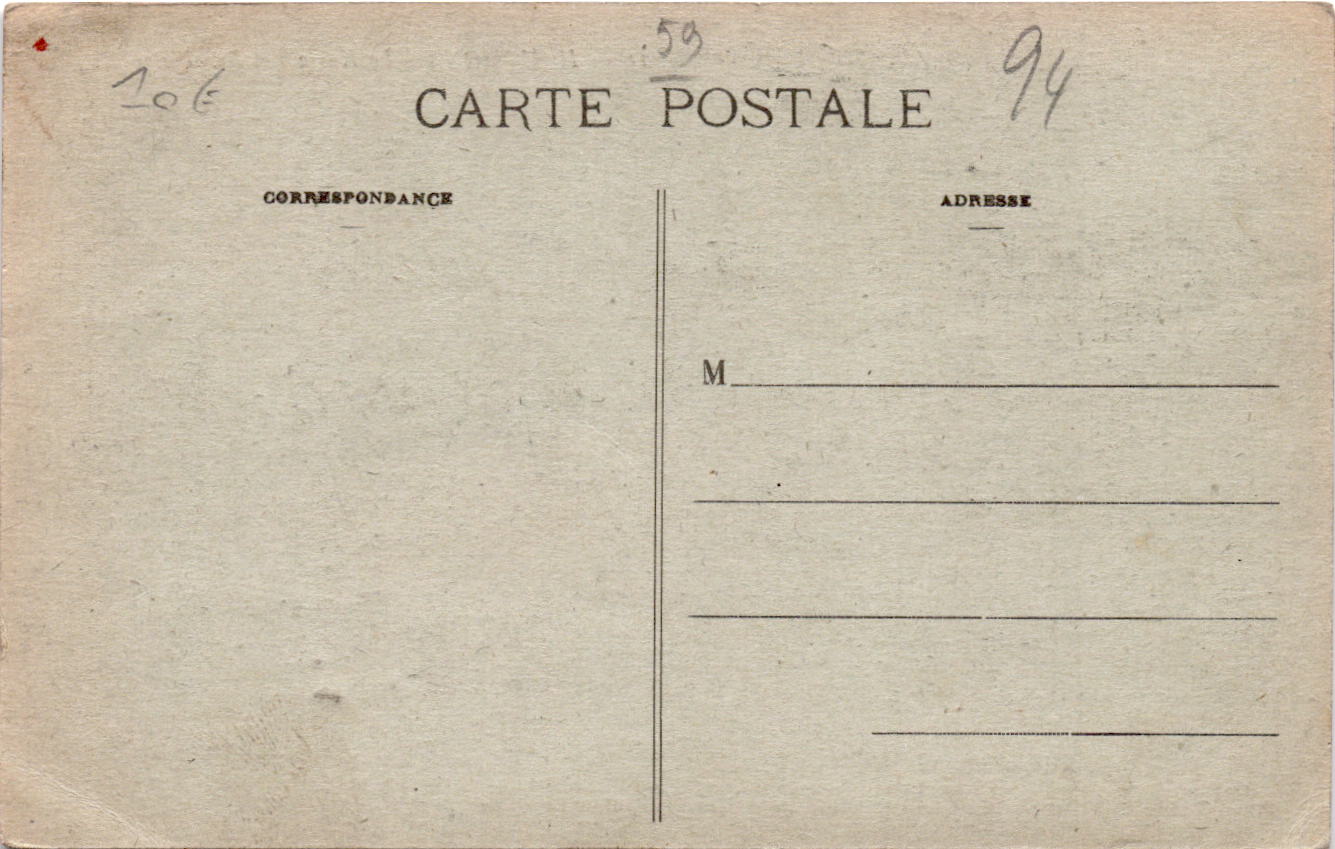 59
94
10€
CARTE POSTALE
CORRESPONDANCE
ADRESSE
M